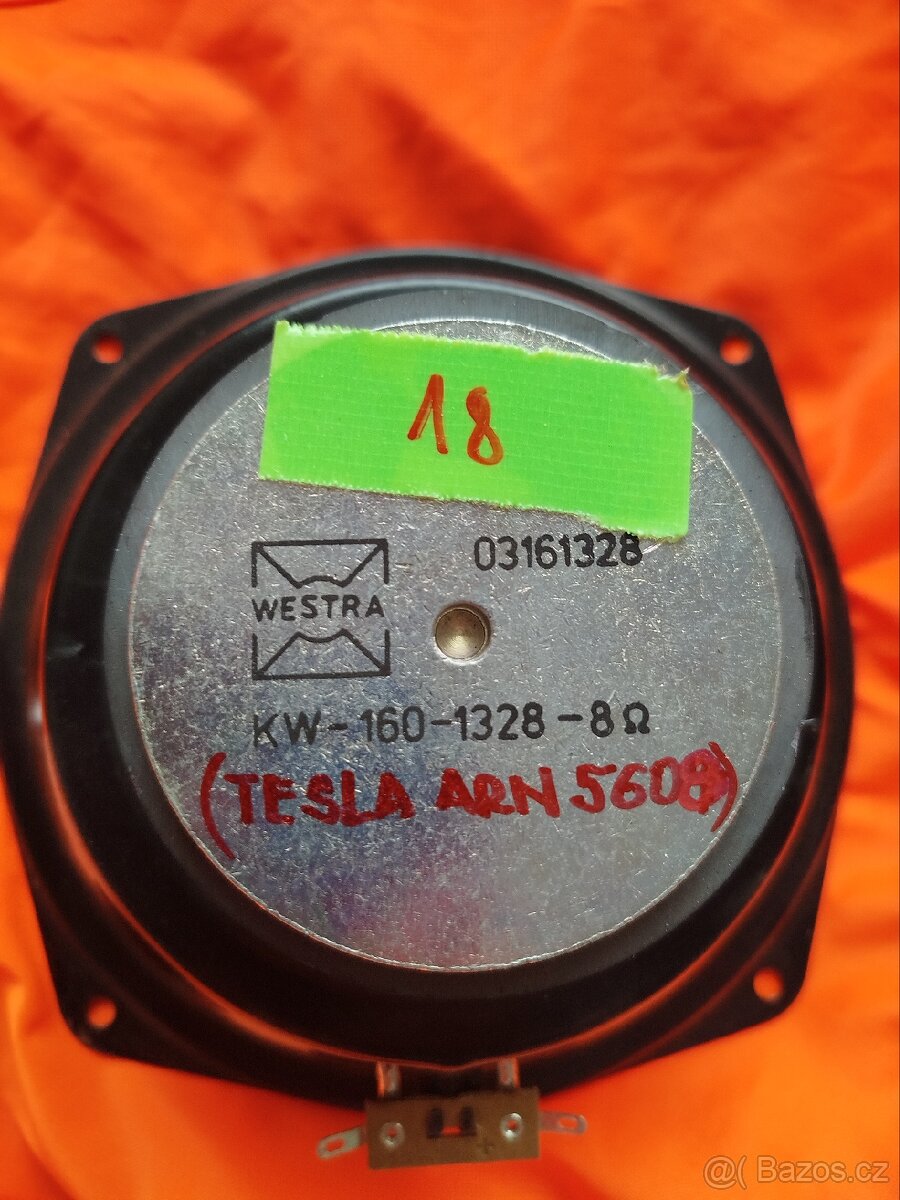 18
03161328
WESTRA
KW-160-1328-8Ω
(TESLA ARN 5608)
+
@( Bazos.cz